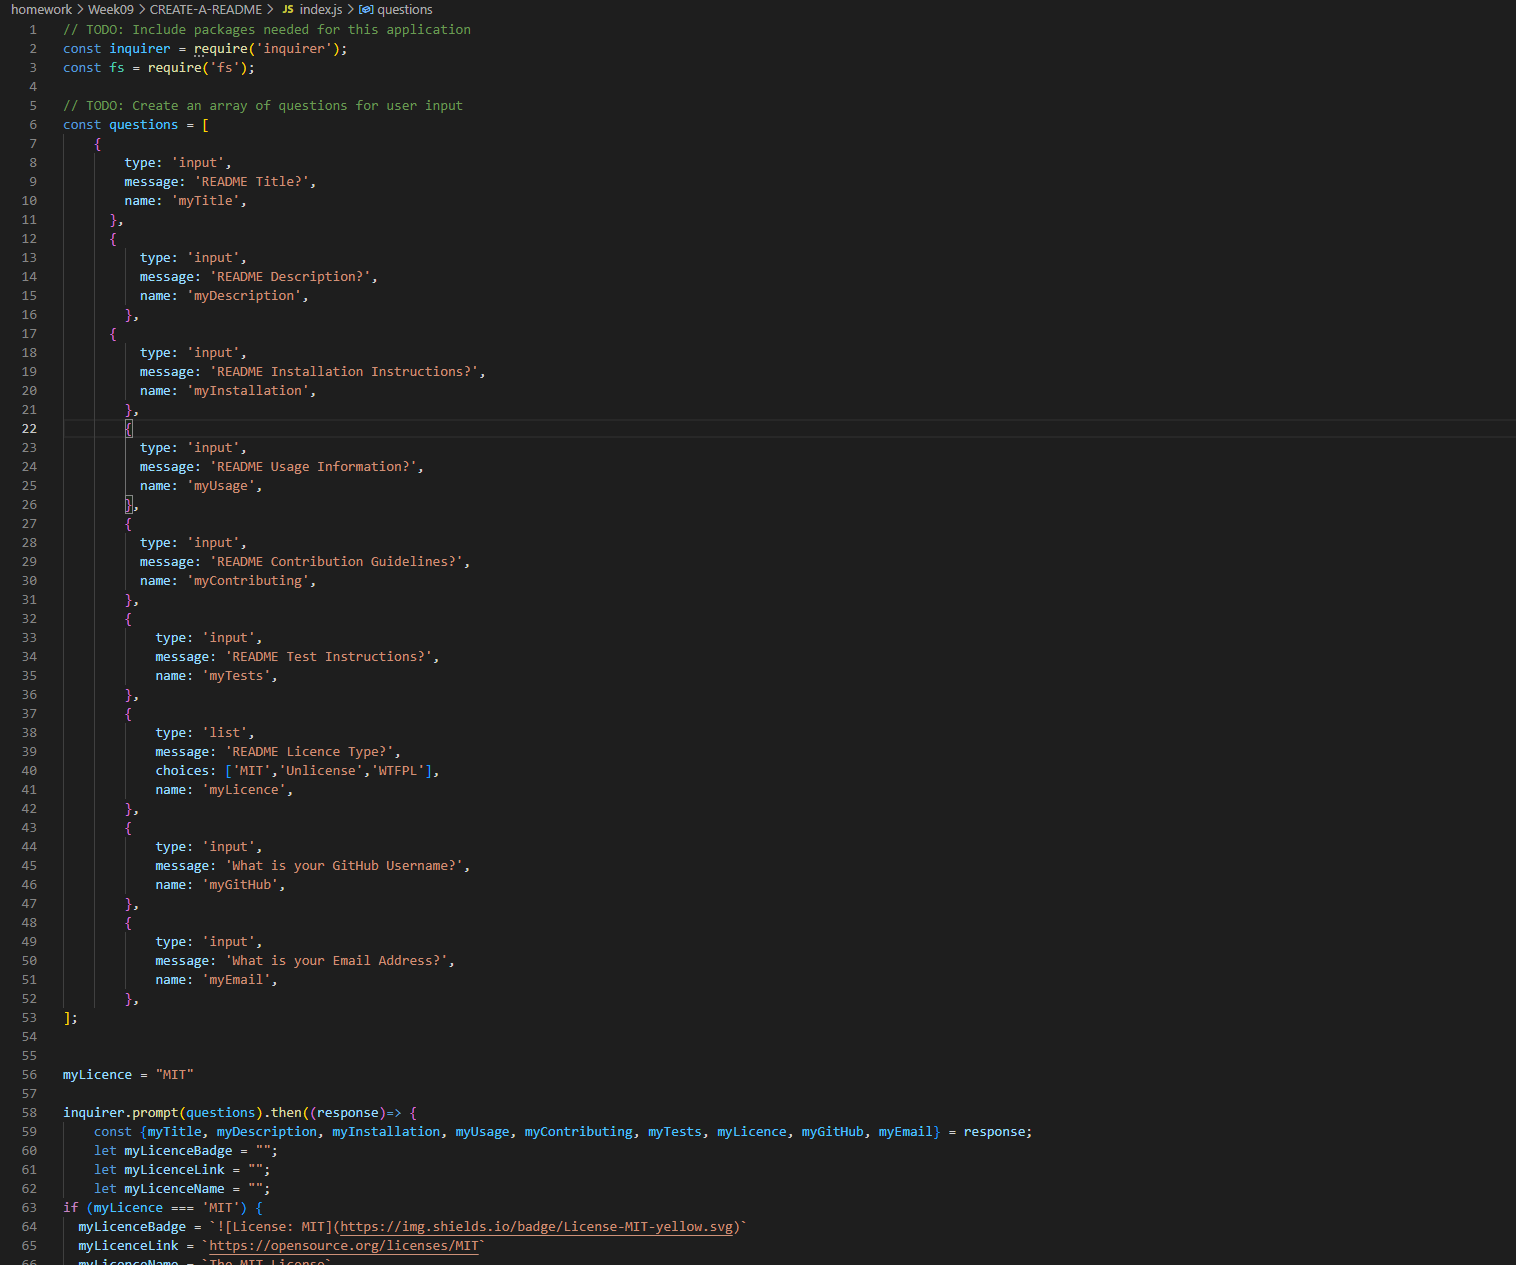 homework > Week09 > CREATE-A-README > JS index.js > questions
1 // TODO: Include packages needed for this application
2 const inquirer = require('inquirer');
3 const fs = require('fs');
4
5 // TODO: Create an array of questions for user input
6 const questions = [
7 {
8 type: 'input',
9 message: 'README Title?',
10 name: 'myTitle',
11 },
12 {
13 type: 'input',
14 message: 'README Description?',
15 name: 'myDescription',
16 },
17 {
18 type: 'input',
19 message: 'README Installation Instructions?',
20 name: 'myInstallation',
21 },
22 {
23 type: 'input',
24 message: 'README Usage Information?',
25 name: 'myUsage',
26 },
27 {
28 type: 'input',
29 message: 'README Contribution Guidelines?',
30 name: 'myContributing',
31 },
32 {
33 type: 'input',
34 message: 'README Test Instructions?',
35 name: 'myTests',
36 },
37 {
38 type: 'list',
39 message: 'README Licence Type?',
40 choices: ['MIT','Unlicense','WTFPL'],
41 name: 'myLicence',
42 },
43 {
44 type: 'input',
45 message: 'What is your GitHub Username?',
46 name: 'myGitHub',
47 },
48 {
49 type: 'input',
50 message: 'What is your Email Address?',
51 name: 'myEmail',
52 },
53 ];
54
55
56 myLicence = "MIT"
57
58 inquirer.prompt(questions).then((response)=> {
59 const {myTitle, myDescription, myInstallation, myUsage, myContributing, myTests, myLicence, myGitHub, myEmail} = response;
60 let myLicenceBadge = "";
61 let myLicenceLink = "";
62 let myLicenceName = "";
63 if (myLicence === 'MIT') {
64 myLicenceBadge = `![License: MIT](https://img.shields.io/badge/License-MIT-yellow.svg)`
65 myLicenceLink = `https://opensource.org/licenses/MIT`
66 myLicenceName = `The MIT License`